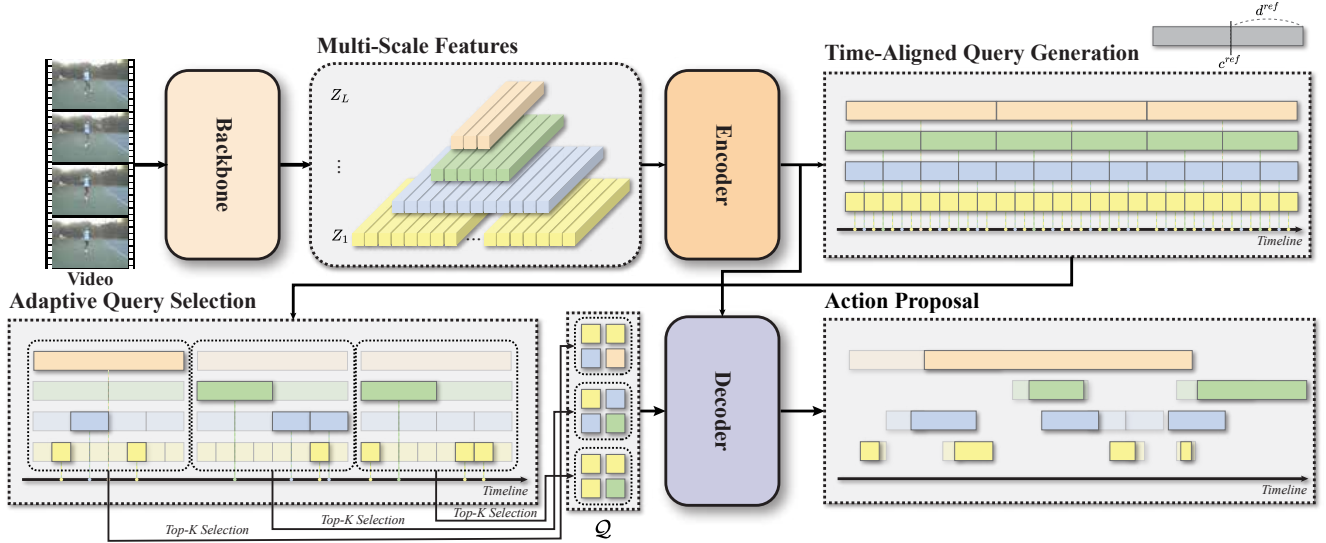 Multi-Scale Features
d^{ref}
Time-Aligned Query Generation
c^{ref}
Z_L
⋮
Z_1
...
Backbone
Encoder
Timeline
Video
Adaptive Query Selection
Action Proposal
Decoder
Timeline
Timeline
Top-K Selection
Top-K Selection
Top-K Selection
𝒬